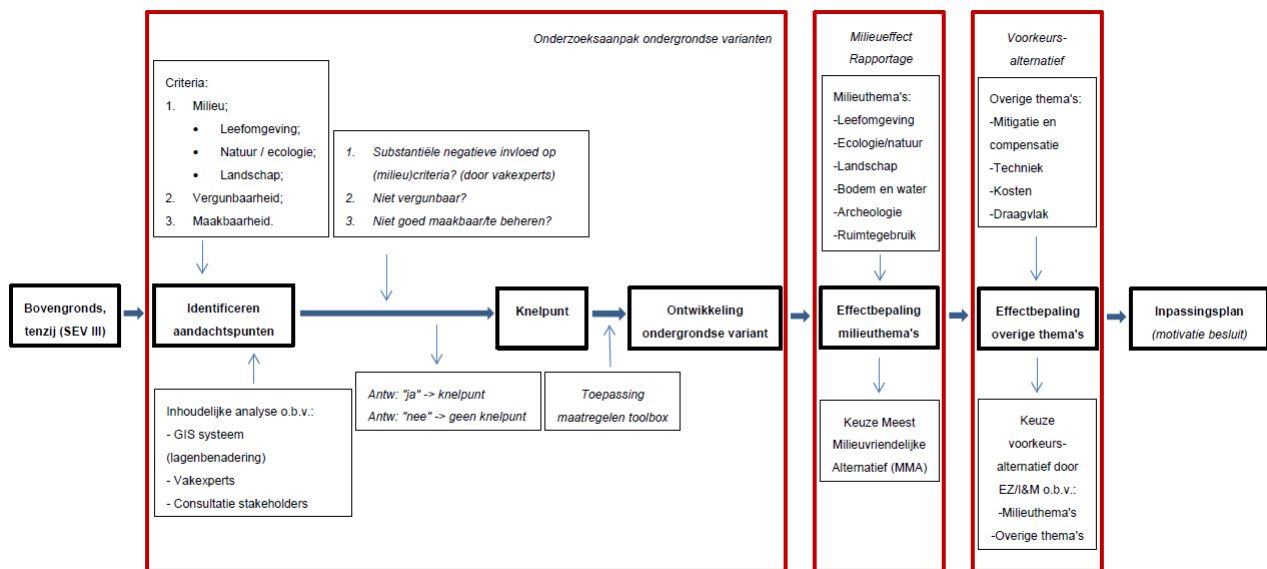 Onderzoeksaanpak ondergrondse varianten
Criteria:
1. Milieu;
• Leefomgeving;
• Natuur / ecologie;
• Landschap;
2. Vergunbaarheid;
3. Maakbaarheid.
1. Substantiële negatieve invloed op
(milieu)criteria? (door vakexperts)
2. Niet vergunbaar?
3. Niet goed maakbaar/te beheren?
Bovengronds,
tenzij (SEV III)
Identificeren
aandachtspunten
Knelpunt
Ontwikkeling
ondergrondse variant
Inhoudelijke analyse o.b.v.:
- GIS systeem
(lagenbenadering)
- Vakexperts
- Consultatie stakeholders
Antw: "ja" -> knelpunt
Antw: "nee" -> geen knelpunt
Toepassing
maatregelen toolbox
Milieueffect
Rapportage
Milieuthema's:
-Leefomgeving
-Ecologie/natuur
-Landschap
-Bodem en water
-Archeologie
-Ruimtegebruik
Effectbepaling
milieuthema's
Keuze Meest
Milieuvriendelijke
Alternatief (MMA)
Voorkeurs-
alternatief
Overige thema's:
-Mitigatie en
compensatie
-Techniek
-Kosten
-Draagvlak
Effectbepaling
overige thema's
Keuze
voorkeurs-
alternatief door
EZ/I&M o.b.v.:
-Milieuthema's
-Overige thema's
Inpassingsplan
(motivatie besluit)